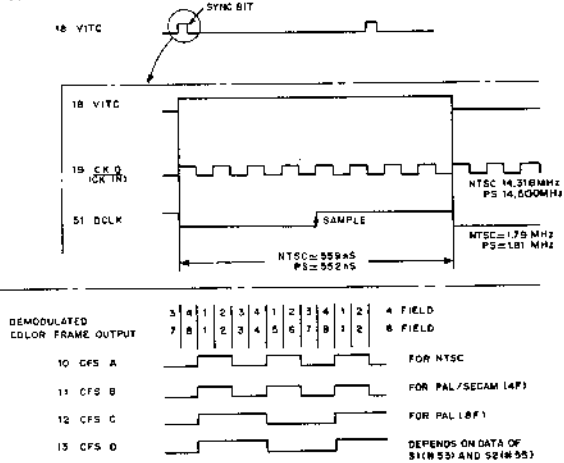 SYNC BIT
18 VITC
18 VITC
19 CK O
(CK IN)
NTSC 14.318MHz
PS 14.500MHz
51 DCLK
SAMPLE
NTSC≃1.79 MHz
PS≃1.81 MHz
NTSC≃559nS
PS≃552nS
3 4 1 2 3 4 1 2 3 4 1 2 4 FIELD
DEMODULATED
COLOR FRAME OUTPUT
7 8 1 2 3 4 5 6 7 8 1 2 8 FIELD
10 CFS A FOR NTSC
11 CFS B FOR PAL/SECAM (4F)
12 CFS C FOR PAL (8F)
13 CFS D DEPENDS ON DATA OF
S1(#53) AND S2(#55)